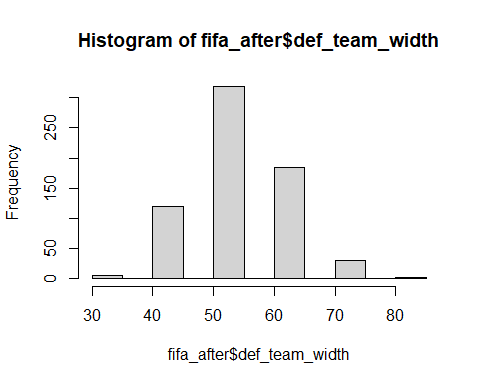 Histogram of fifa_after$def_team_width
Frequency
250
150
50
0
30 40 50 60 70 80
fifa_after$def_team_width